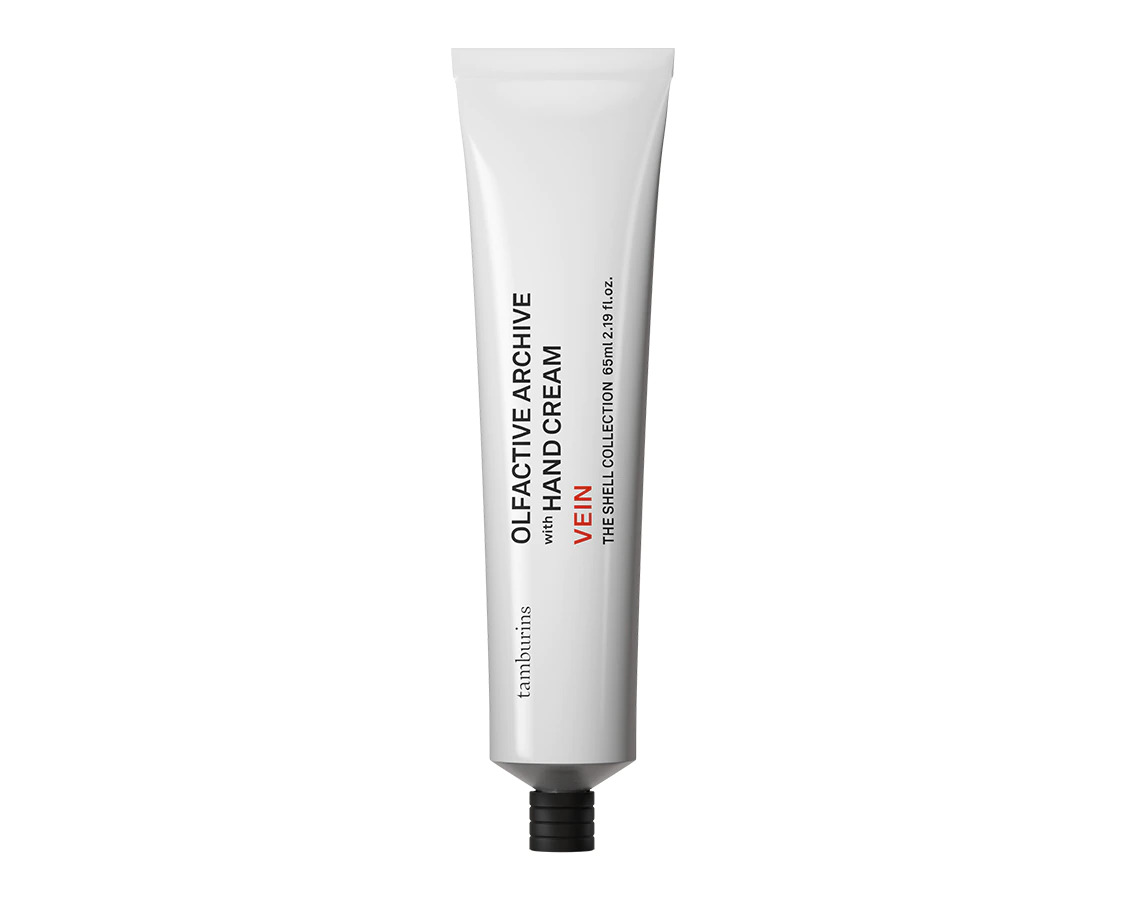 OLFACTIVE ARCHIVE
with HAND CREAM
VEIN
THE SHELL COLLECTION 65ml 2.19 fl.oz.
tamburins